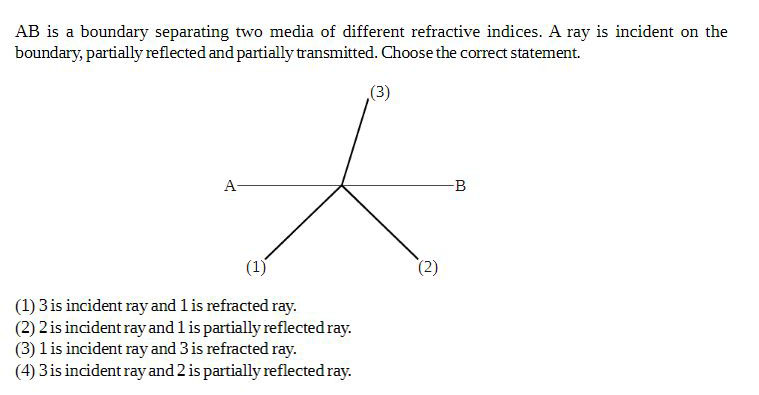 AB is a boundary separating two media of different refractive indices. A ray is incident on the
boundary, partially reflected and partially transmitted. Choose the correct statement.
(3)
A
B
(1)
(2)
(1) 3 is incident ray and 1 is refracted ray.
(2) 2 is incident ray and 1 is partially reflected ray.
(3) 1 is incident ray and 3 is refracted ray.
(4) 3 is incident ray and 2 is partially reflected ray.